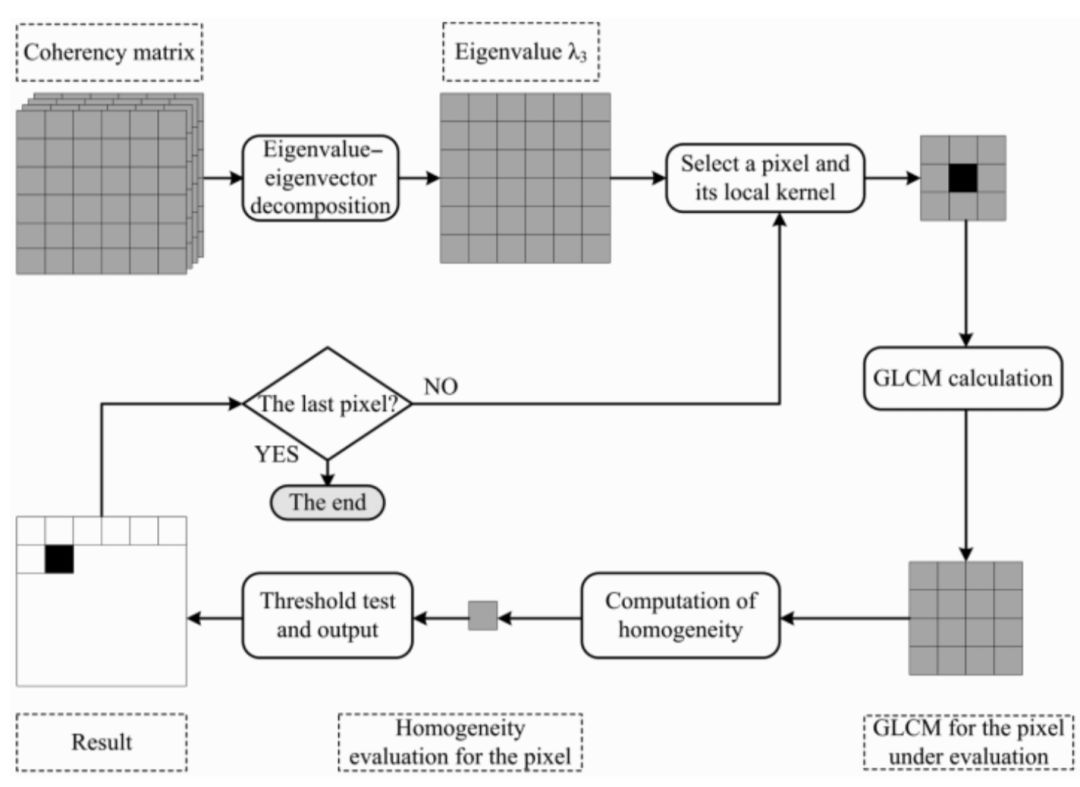 Coherency matrix
Eigenvalue λ₃
Eigenvalue–
eigenvector
decomposition
Select a pixel and
its local kernel
GLCM calculation
The last pixel?
NO
YES
The end
Threshold test
and output
Computation of
homogeneity
Result
Homogeneity
evaluation for the pixel
GLCM for the pixel
under evaluation